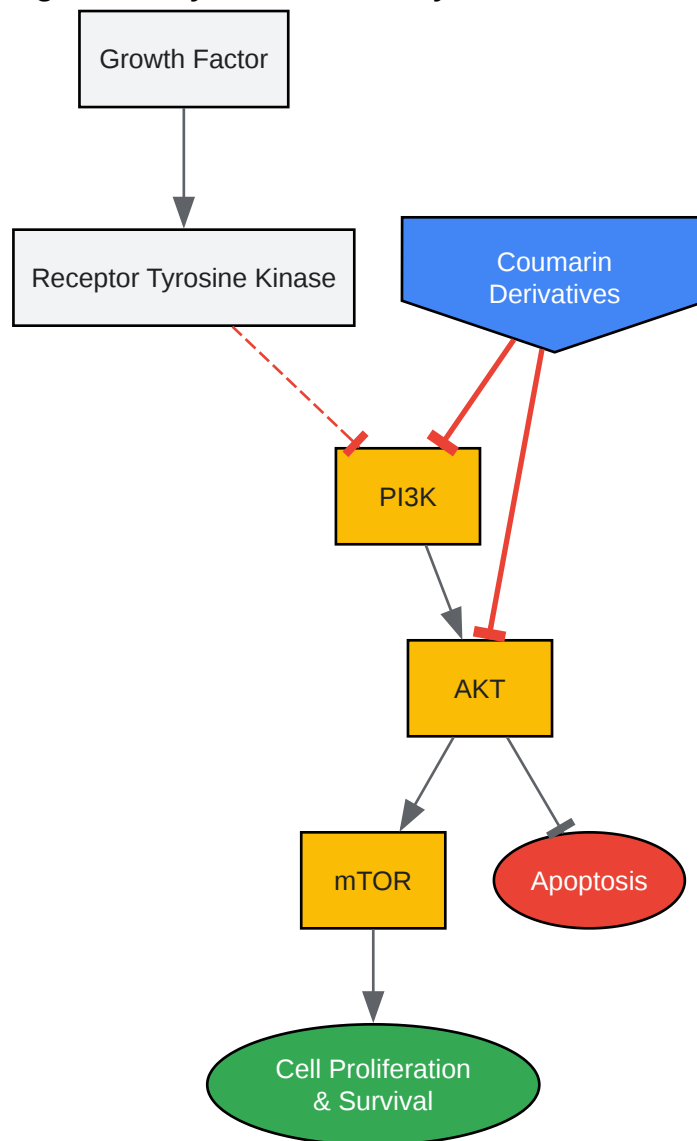 Growth Factor
Receptor Tyrosine Kinase
Coumarin
Derivatives
PI3K
AKT
mTOR
Apoptosis
Cell Proliferation
& Survival